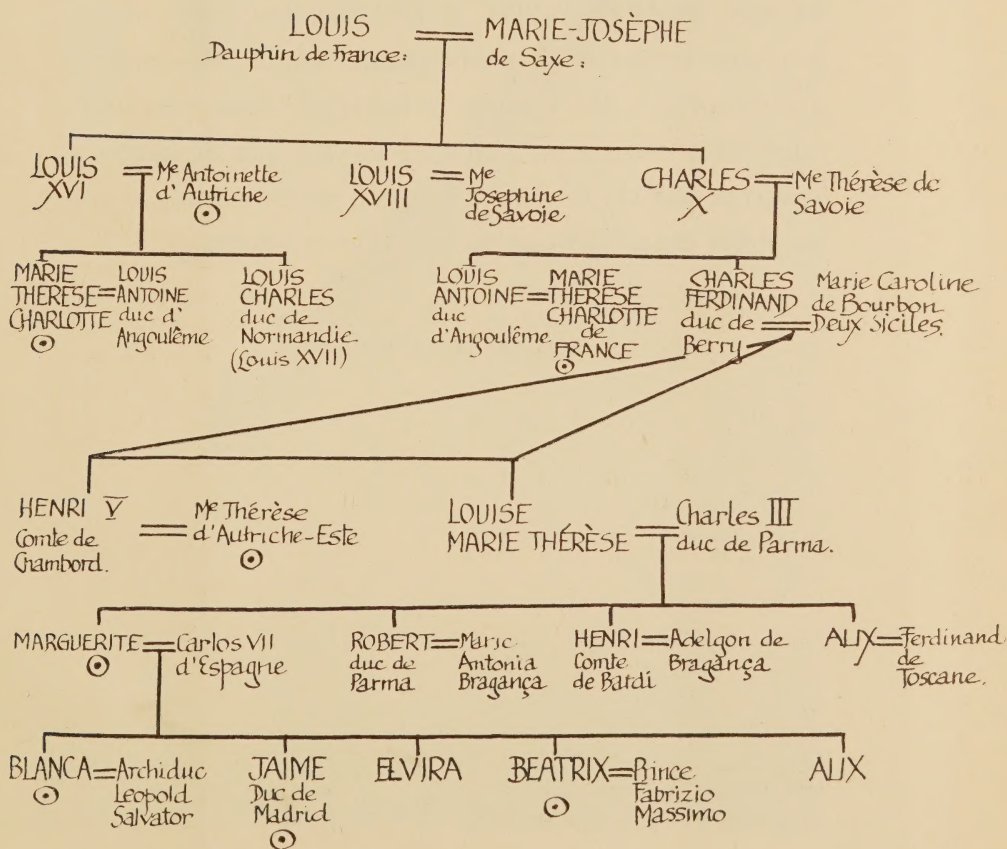 LOUIS
Dauphin de France:
MARIE-JOSÈPHE
de Saxe:
LOUIS
XVI
Me Antoinette
d'Autriche
LOUIS
XVIII
Me
Josephine
de Savoie
CHARLES
X
Me Thérèse de
Savoie
MARIE
THERESE
CHARLOTTE
LOUIS
ANTOINE
duc d'
Angoulême
LOUIS
CHARLES
duc de
Normandie
(Louis XVII)
LOUIS
ANTOINE
duc
d'Angoulême
MARIE
THERESE
CHARLOTTE
de
FRANCE
CHARLES
FERDINAND
duc de
Berry
Marie Caroline
de Bourbon
Deux Siciles.
HENRI V
Comte de
Chambord.
Me Thérèse
d'Autriche-Este
LOUISE
MARIE THÉRÈSE
Charles III
duc de Parma.
MARGUERITE
Carlos VII
d'Espagne
ROBERT
duc de
Parma
Marie
Antonia
Bragança
HENRI
Comte
de Bardi
Adelgon de
Bragança
ALIX
Ferdinand
de
Toscane.
BLANCA
Archiduc
Leopold
Salvator
JAIME
Duc de
Madrid
ELVIRA
BEATRIX
Prince
Fabrizio
Massimo
ALIX